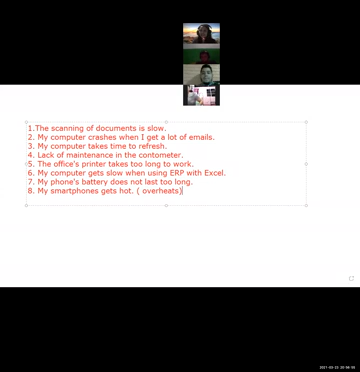 1.The scanning of documents is slow.
2. My computer crashes when I get a lot of emails.
3. My computer takes time to refresh.
4. Lack of maintenance in the contometer.
5. The office's printer takes too long to work.
6. My computer gets slow when using ERP with Excel.
7. My phone's battery does not last too long.
8. My smartphones gets hot. ( overheats)